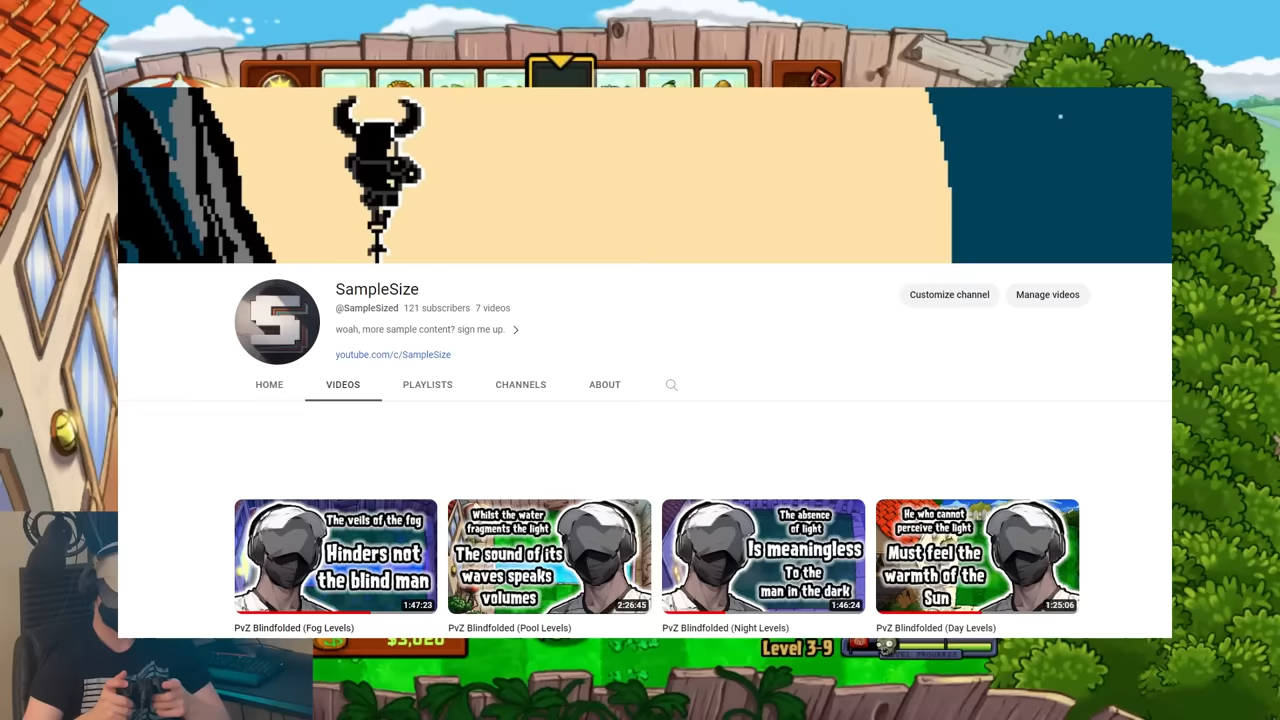 SampleSize
@SampleSized 121 subscribers 7 videos
woah, more sample content? sign me up.
youtube.com/c/SampleSize
Customize channel
Manage videos
HOME
VIDEOS
PLAYLISTS
CHANNELS
ABOUT
The veils of the fog
Hinders not
the blind man
1:47:23
Whilst the water
fragments the light
The sound of its
waves speaks
volumes
2:26:45
The absence
of light
Is meaningless
To the
man in the dark
1:46:24
He who cannot
perceive the light
Must feel the
warmth of the
Sun
1:25:06
PvZ Blindfolded (Fog Levels)
PvZ Blindfolded (Pool Levels)
PvZ Blindfolded (Night Levels)
PvZ Blindfolded (Day Levels)
Level 3-9